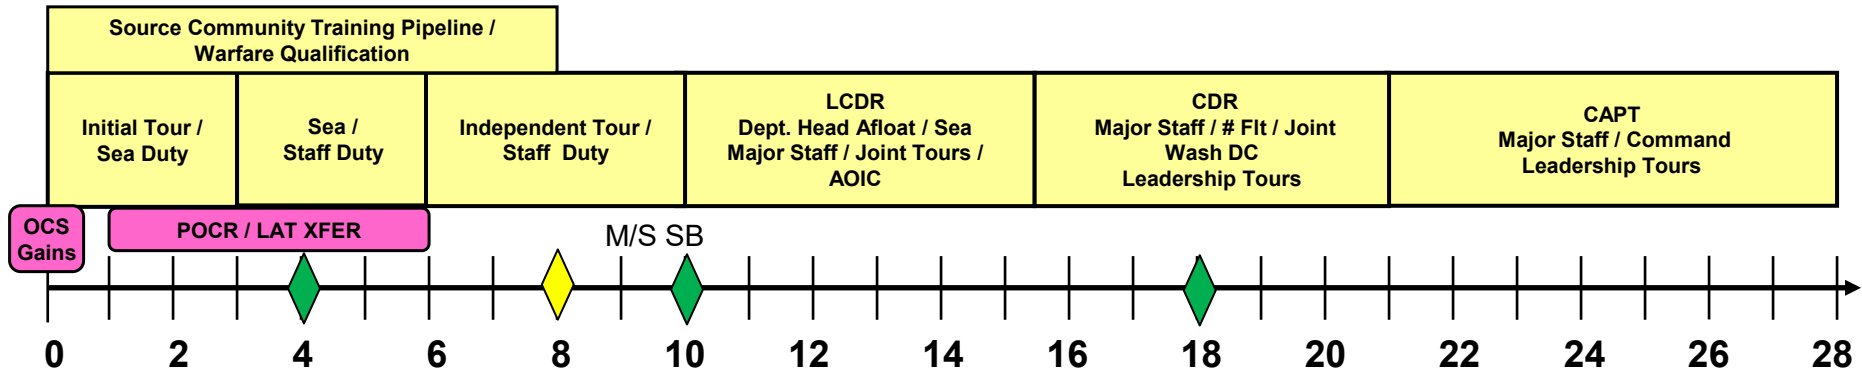 Source Community Training Pipeline /
Warfare Qualification
Initial Tour /
Sea Duty
Sea /
Staff Duty
Independent Tour /
Staff Duty
LCDR
Dept. Head Afloat / Sea
Major Staff / Joint Tours /
AOIC
CDR
Major Staff / # Flt / Joint
Wash DC
Leadership Tours
CAPT
Major Staff / Command
Leadership Tours
OCS
Gains
POCR / LAT XFER
M/S SB
0 2 4 6 8 10 12 14 16 18 20 22 24 26 28